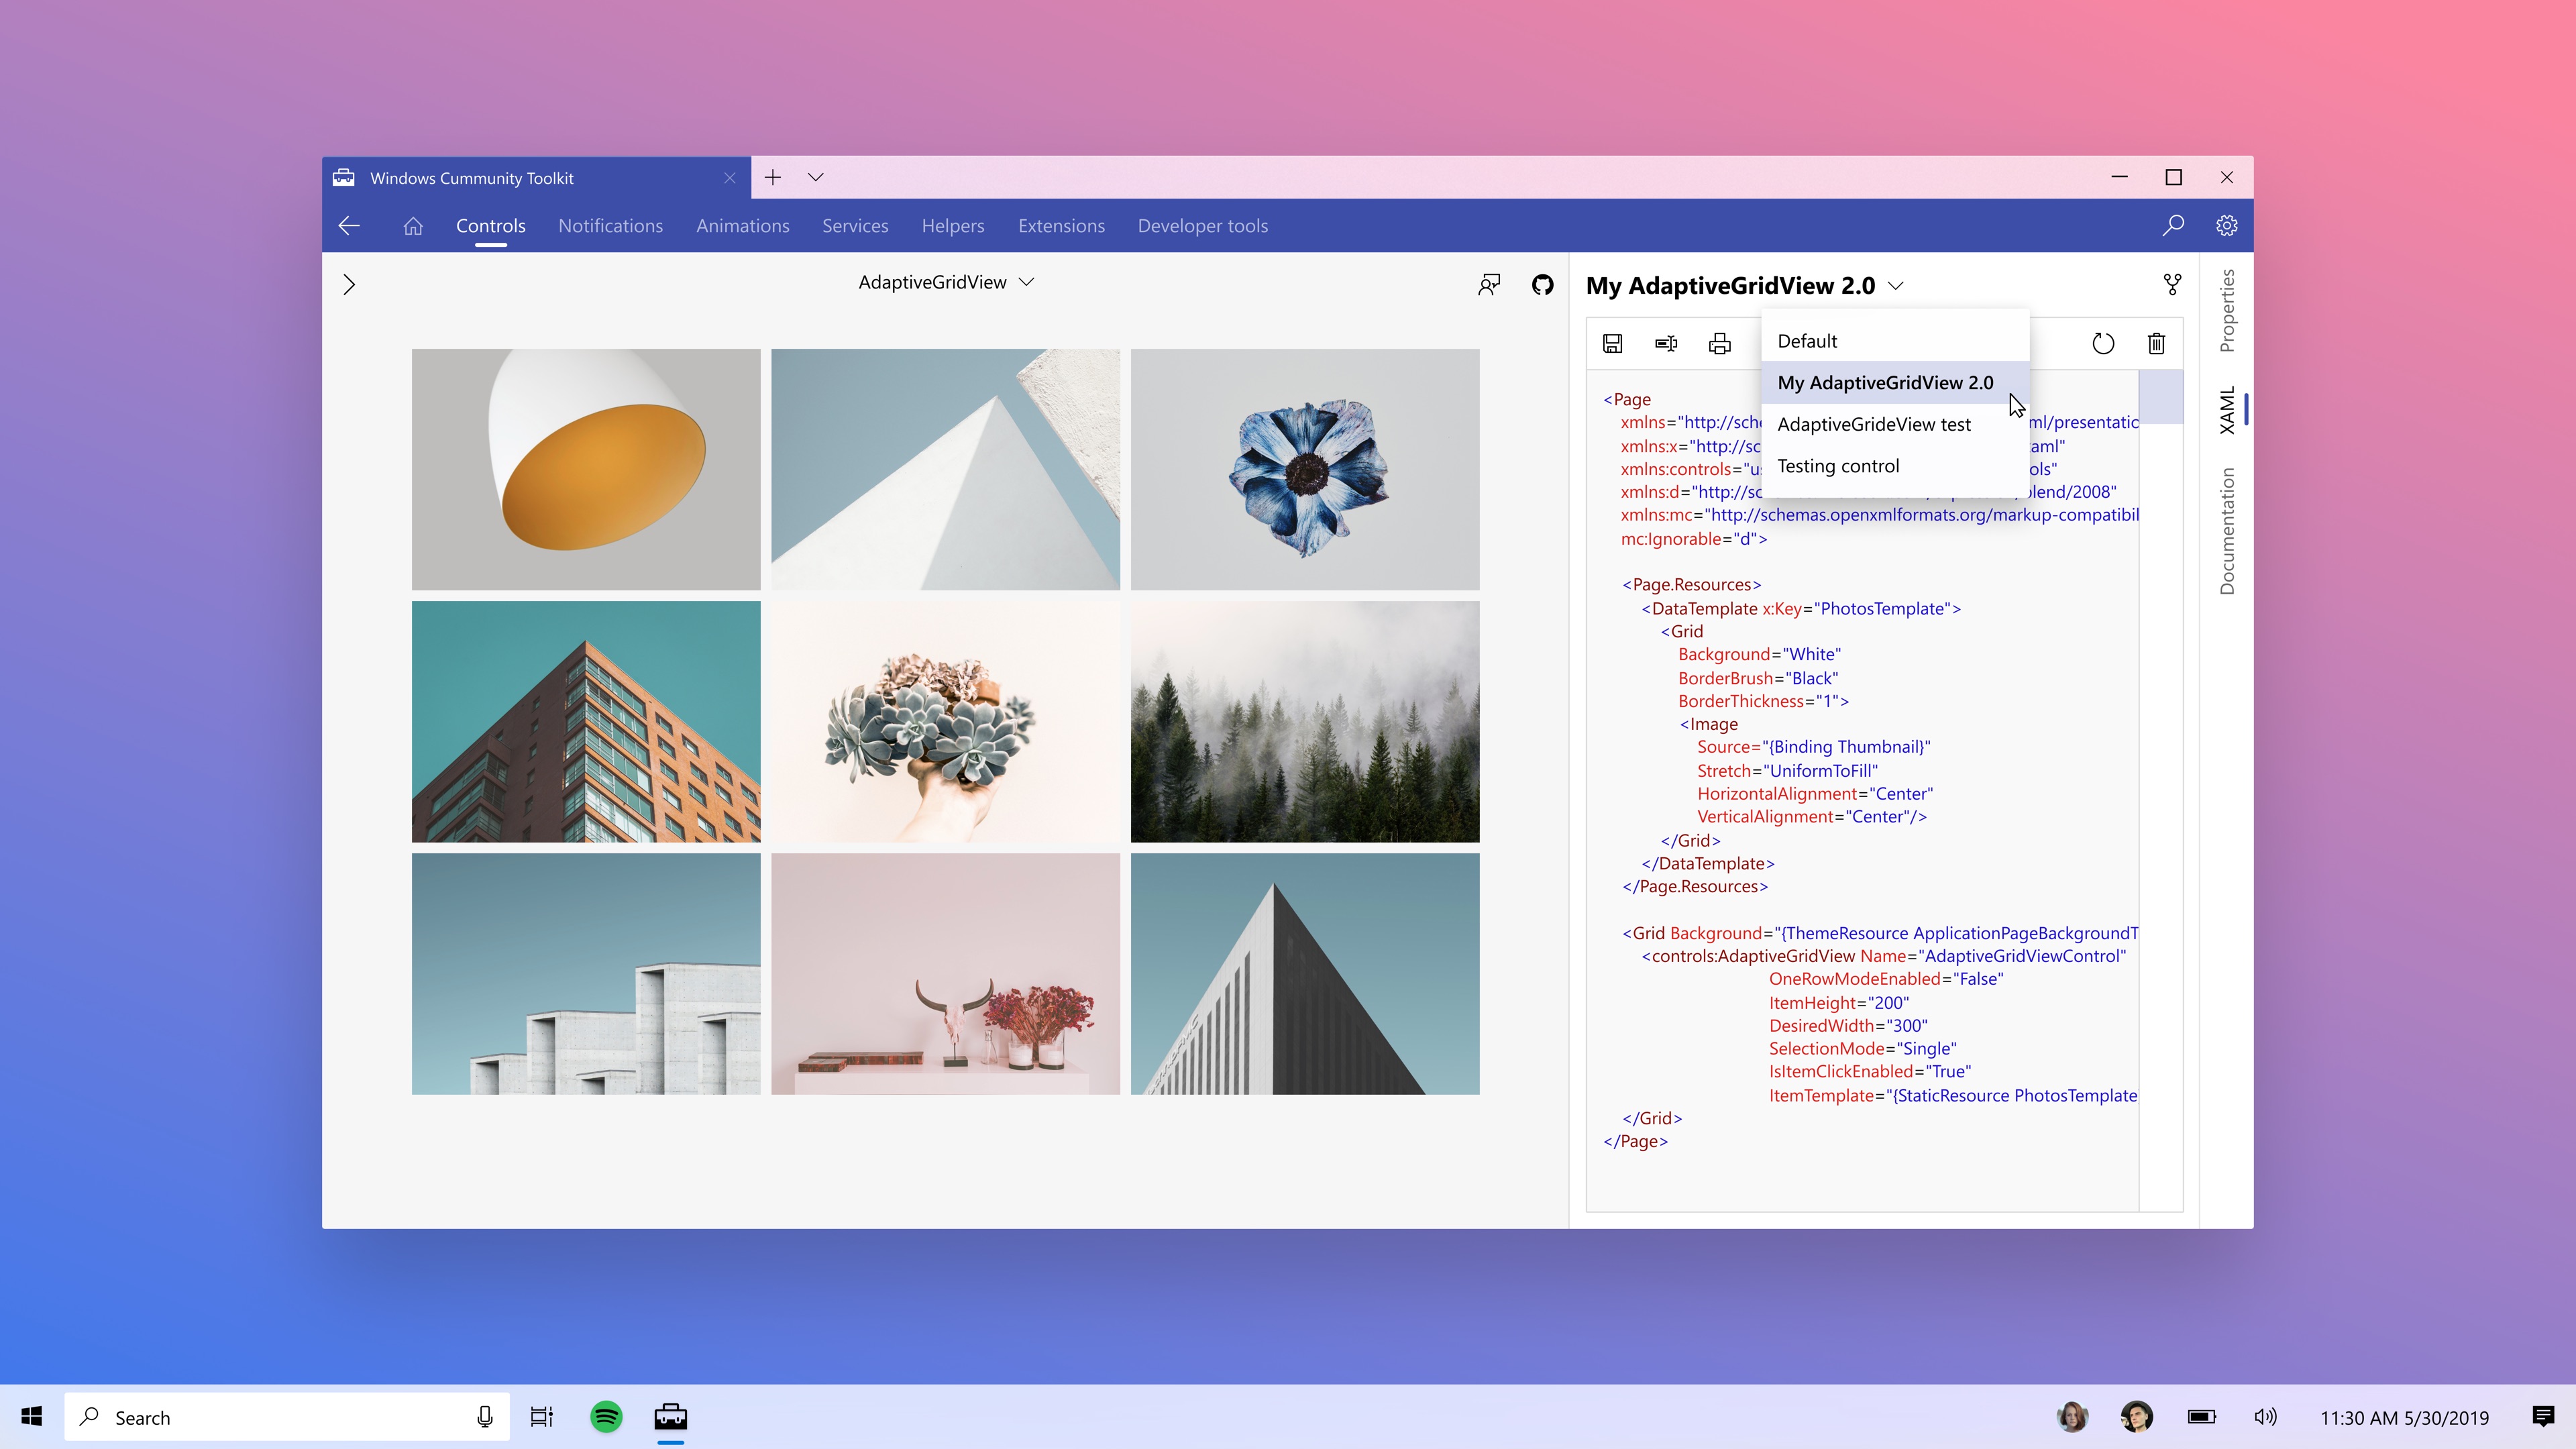 Windows Cummunity Toolkit
Controls Notifications Animations Services Helpers Extensions Developer tools
AdaptiveGridView
My AdaptiveGridView 2.0
Default
My AdaptiveGridView 2.0
AdaptiveGrideView test
Testing control
<Page
xmlns="http://sche ml/presentatic
xmlns:x="http://sc aml"
xmlns:controls="u ols"
xmlns:d="http://sc lend/2008"
xmlns:mc="http://schemas.openxmlformats.org/markup-compatibil
mc:Ignorable="d">
<Page.Resources>
<DataTemplate x:Key="PhotosTemplate">
<Grid
Background="White"
BorderBrush="Black"
BorderThickness="1">
<Image
Source="{Binding Thumbnail}"
Stretch="UniformToFill"
HorizontalAlignment="Center"
VerticalAlignment="Center"/>
</Grid>
</DataTemplate>
</Page.Resources>
<Grid Background="{ThemeResource ApplicationPageBackgroundT
<controls:AdaptiveGridView Name="AdaptiveGridViewControl"
OneRowModeEnabled="False"
ItemHeight="200"
DesiredWidth="300"
SelectionMode="Single"
IsItemClickEnabled="True"
ItemTemplate="{StaticResource PhotosTemplate
</Grid>
</Page>
Properties
XAML
Documentation
Search
11:30 AM 5/30/2019